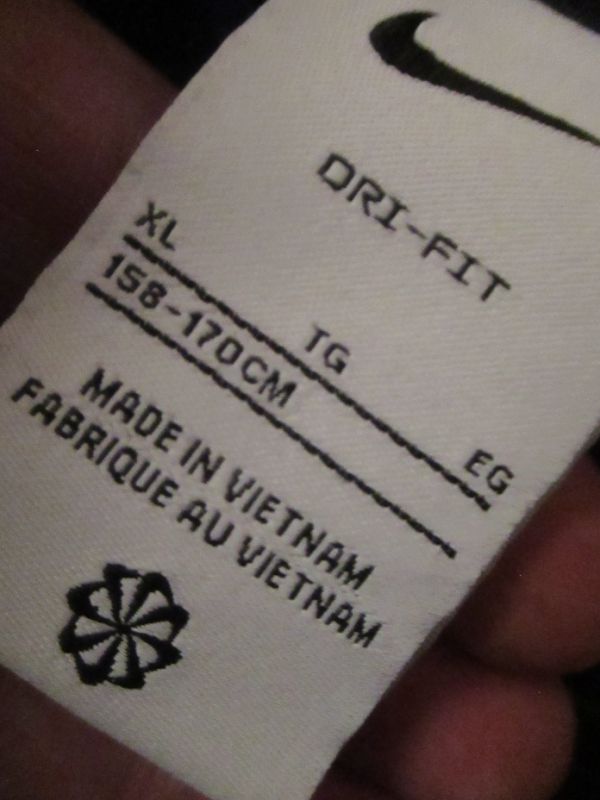 DRI-FIT
XL TG EG
158-170CM
MADE IN VIETNAM
FABRIQUE AU VIETNAM